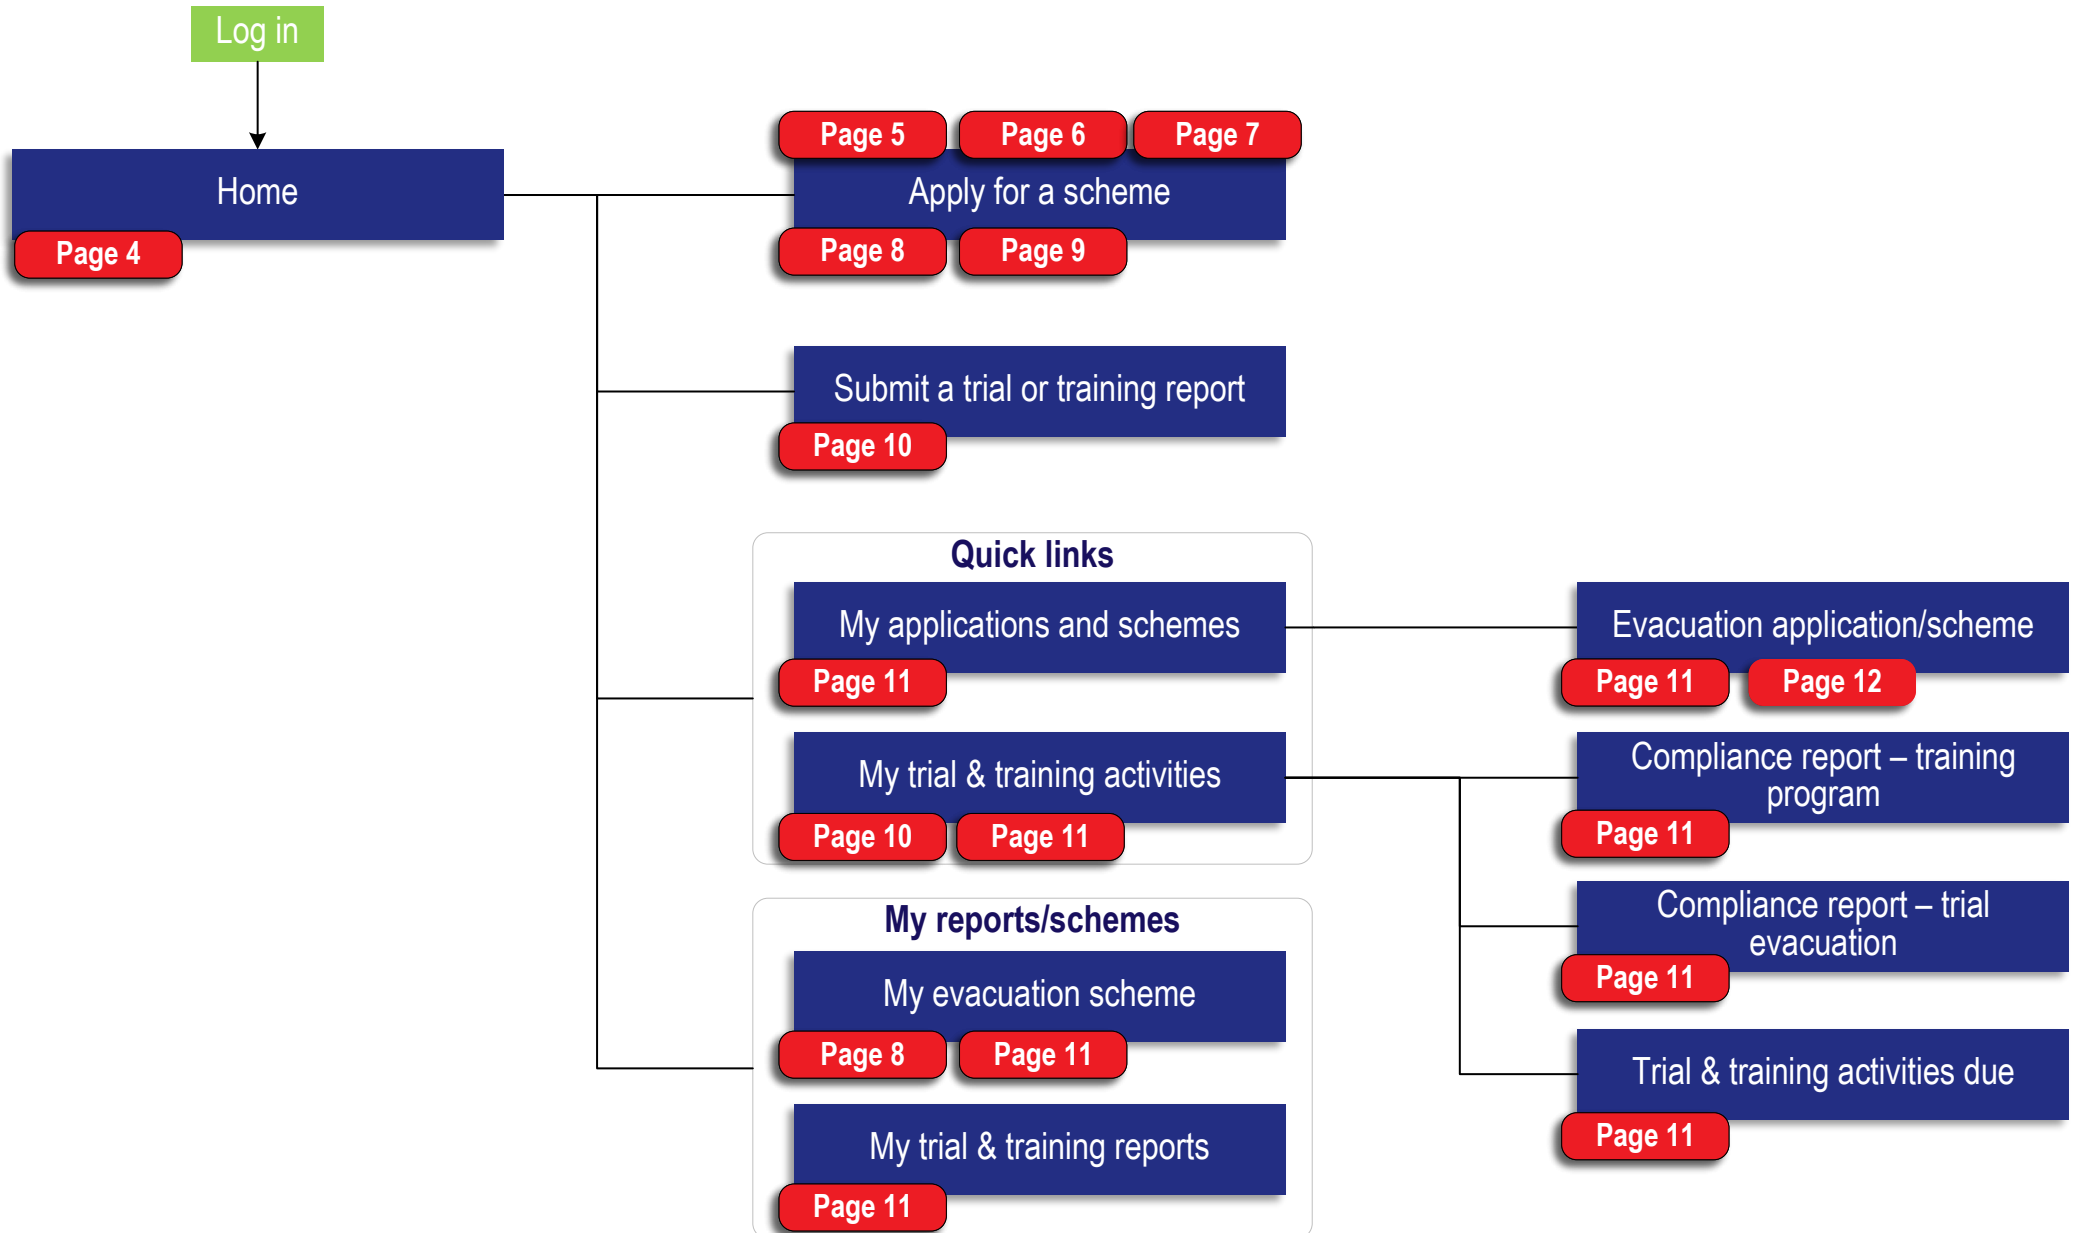 Log in
Home
Page 4
Page 5
Page 6
Page 7
Apply for a scheme
Page 8
Page 9
Submit a trial or training report
Page 10
Quick links
My applications and schemes
Page 11
My trial & training activities
Page 10
Page 11
My reports/schemes
My evacuation scheme
Page 8
Page 11
My trial & training reports
Page 11
Evacuation application/scheme
Page 11
Page 12
Compliance report – training
program
Page 11
Compliance report – trial
evacuation
Page 11
Trial & training activities due
Page 11